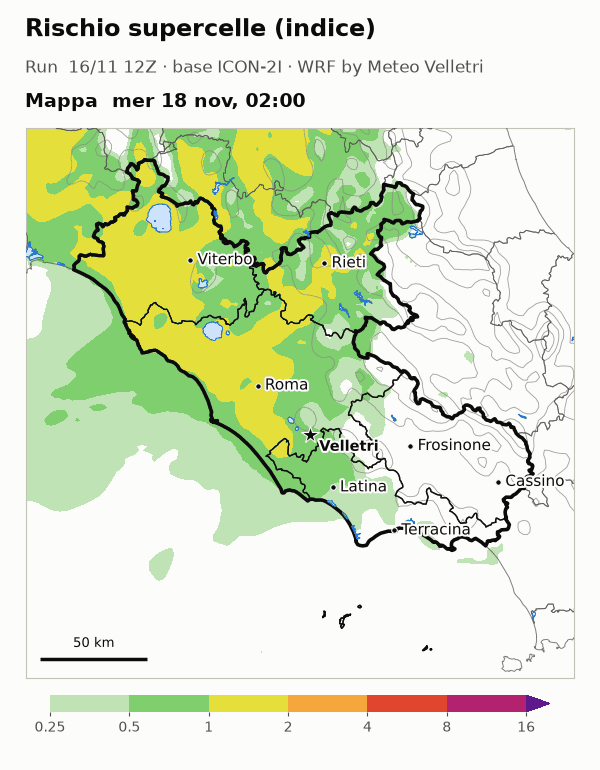 Rischio supercelle (indice)
Run  16/11 12Z · base ICON-2I · WRF by Meteo Velletri
Mappa  mer 18 nov, 02:00
Viterbo
Rieti
Roma
Velletri
Frosinone
Cassino
Latina
Terracina
50 km
0.25 0.5 1 2 4 8 16